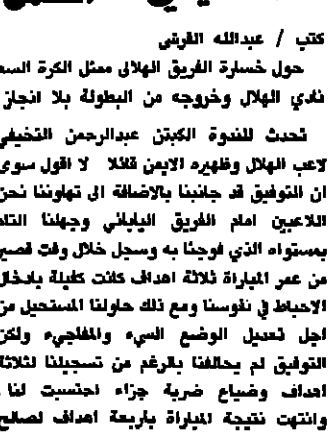 كتب / عبدالله القرشي
حول خسارة الفريق الهلالي ممثل الكرة السعـ
نادي الهلال وخروجه من البطولة بلا انجاز
تحدث للندوة الكبتن عبدالرحمن التخيفي
لاعب الهلال وظهيره الايمن قائلا لا اقول سوى
ان التوفيق قد جانبنا بالاضافة الى تهاوننا نحن
اللاعبين امام الفريق الياباني وجهلنا التا
بمستواه الذي فوجئنا به وسجل خلال وقت قصير
من عمر المباراة ثلاثة اهداف كانت كفيلة بادخال
الاحباط في نفوسنا ومع ذلك حاولنا المستحيل من
اجل تعديل الوضع السيء والمفاجيء ولكن
التوفيق لم يحالفنا بالرغم من تسجيلنا لثلاثة
اهداف وضياع ضربة جزاء احتسبت لنا
وانتهت نتيجة المباراة بأربعة اهداف لصالح